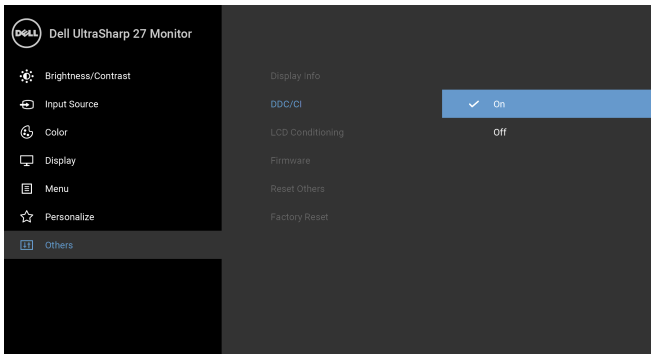 DELL Dell UltraSharp 27 Monitor
Brightness/Contrast
Input Source
Color
Display
Menu
Personalize
Others
Display Info
DDC/CI
LCD Conditioning
Firmware
Reset Others
Factory Reset
On
Off